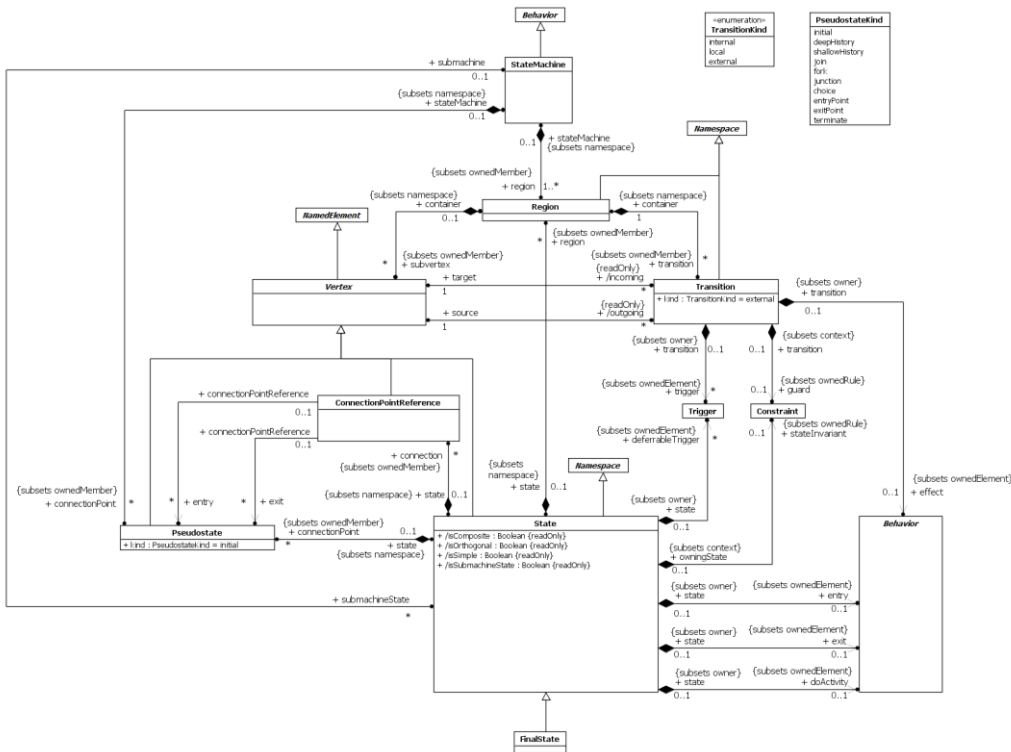 Behavior
«enumeration»
TransitionKind
internal
local
external
PseudostateKind
initial
deepHistory
shallowHistory
join
fork
junction
choice
entryPoint
exitPoint
terminate
+ submachine
0..1
StateMachine
{subsets namespace}
+ stateMachine
0..1
0..1
+ stateMachine
{subsets namespace}
Namespace
{subsets ownedMember}
+ region
1..*
{subsets namespace}
+ container
0..1
Region
{subsets namespace}
+ container
1
NamedElement
*
{subsets ownedMember}
+ region
{subsets ownedMember}
+ subvertex
*
{subsets ownedMember}
+ transition
*
Vertex
+ target
1
{readOnly}
+ /incoming
*
+ source
1
{readOnly}
+ /outgoing
*
Transition
+ kind : TransitionKind = external
{subsets owner}
+ transition
0..1
{subsets owner}
+ transition
0..1
{subsets context}
+ transition
0..1
{subsets ownedElement}
+ trigger
*
{subsets ownedRule}
+ guard
0..1
Trigger
Constraint
{subsets ownedElement}
+ deferrableTrigger
*
{subsets ownedRule}
+ stateInvariant
0..1
+ connectionPointReference
0..1
ConnectionPointReference
+ connectionPointReference
0..1
+ connection
*
{subsets ownedMember}
{subsets
namespace}
+ state
0..1
Namespace
{subsets namespace} + state
0..1
{subsets ownedMember}
+ connectionPoint
*
*
+ entry
*
+ exit
{subsets ownedElement}
+ effect
0..1
Pseudostate
+ kind : PseudostateKind = initial
{subsets ownedMember}
+ connectionPoint
*
0..1
+ state
{subsets namespace}
State
+ /isComposite : Boolean {readOnly}
+ /isOrthogonal : Boolean {readOnly}
+ /isSimple : Boolean {readOnly}
+ /isSubmachineState : Boolean {readOnly}
{subsets owner}
+ state
0..1
{subsets context}
+ owningState
0..1
Behavior
{subsets owner}
+ state
0..1
{subsets ownedElement}
+ entry
0..1
+ submachineState
*
{subsets owner}
+ state
0..1
{subsets ownedElement}
+ exit
0..1
{subsets owner}
+ state
0..1
{subsets ownedElement}
+ doActivity
0..1
FinalState